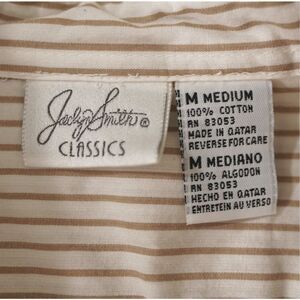 Jaclyn Smith®
CLASSICS
M MEDIUM
100% COTTON
RN 83053
MADE IN QATAR
REVERSE FOR CARE
M MEDIANO
100% ALGODON
RN 83053
HECHO EN QATAR
ENTRETEIN AU VERSO